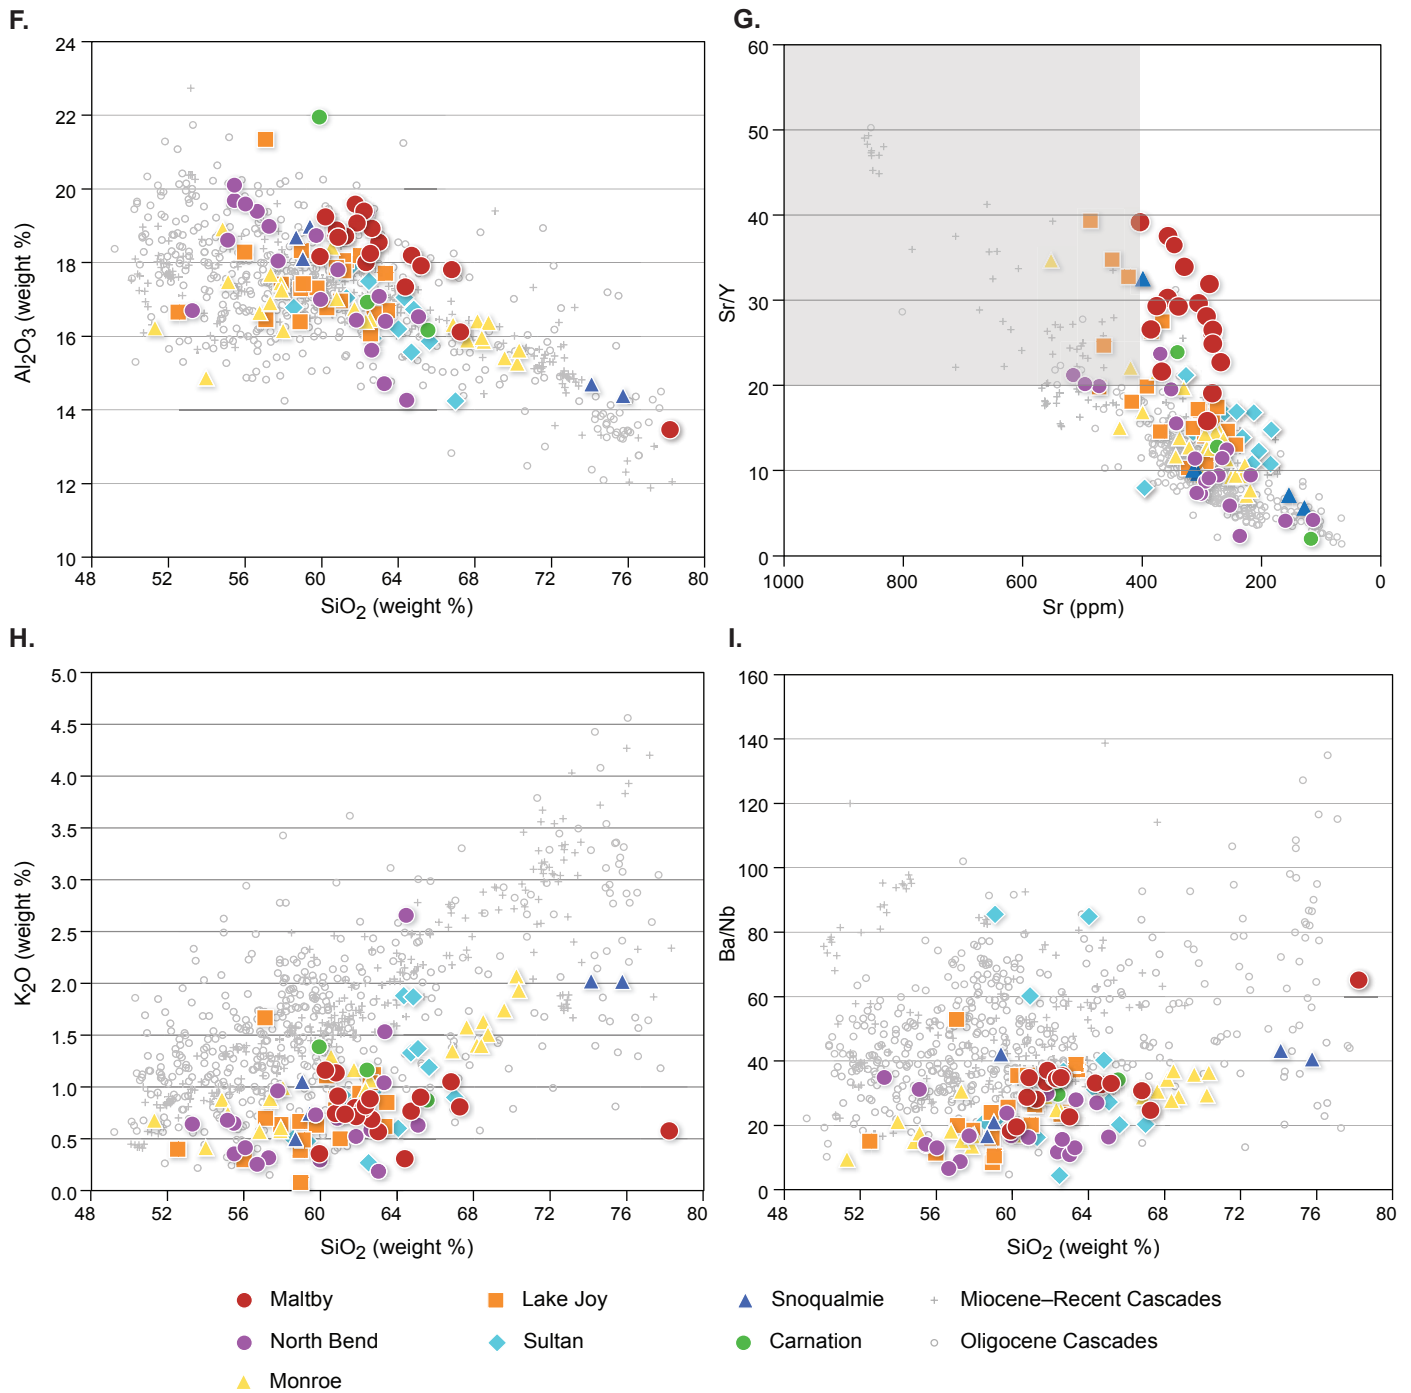 F.
24
22
20
18
16
14
12
10
Al2O3 (weight %)
48 52 56 60 64 68 72 76 80
SiO2 (weight %)
G.
60
50
40
30
20
10
0
Sr/Y
1000 800 600 400 200 0
Sr (ppm)
H.
5.0
4.5
4.0
3.5
3.0
2.5
2.0
1.5
1.0
0.5
0.0
K2O (weight %)
48 52 56 60 64 68 72 76 80
SiO2 (weight %)
I.
160
140
120
100
80
60
40
20
0
Ba/Nb
48 52 56 60 64 68 72 76 80
SiO2 (weight %)
Maltby Lake Joy Snoqualmie Miocene–Recent Cascades
North Bend Sultan Carnation Oligocene Cascades
Monroe